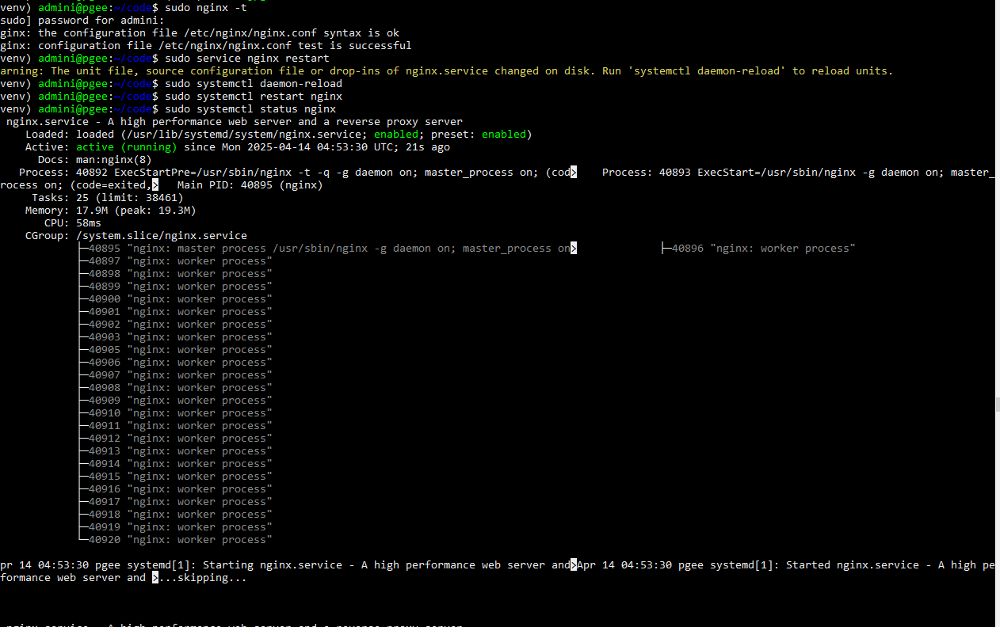 venv) admini@pgee:~/code$ sudo nginx -t
sudo] password for admini:
ginx: the configuration file /etc/nginx/nginx.conf syntax is ok
ginx: configuration file /etc/nginx/nginx.conf test is successful
venv) admini@pgee:~/code$ sudo service nginx restart
arning: The unit file, source configuration file or drop-ins of nginx.service changed on disk. Run 'systemctl daemon-reload' to reload units.
venv) admini@pgee:~/code$ sudo systemctl daemon-reload
venv) admini@pgee:~/code$ sudo systemctl restart nginx
venv) admini@pgee:~/code$ sudo systemctl status nginx
nginx.service - A high performance web server and a reverse proxy server
Loaded: loaded (/usr/lib/systemd/system/nginx.service; enabled; preset: enabled)
Active: active (running) since Mon 2025-04-14 04:53:30 UTC; 21s ago
Docs: man:nginx(8)
Process: 40892 ExecStartPre=/usr/sbin/nginx -t -q -g daemon on; master_process on; (cod> Process: 40893 ExecStart=/usr/sbin/nginx -g daemon on; master_
rocess on; (code=exited,> Main PID: 40895 (nginx)
Tasks: 25 (limit: 38461)
Memory: 17.9M (peak: 19.3M)
CPU: 58ms
CGroup: /system.slice/nginx.service
├─40895 "nginx: master process /usr/sbin/nginx -g daemon on; master_process on> ├─40896 "nginx: worker process"
├─40897 "nginx: worker process"
├─40898 "nginx: worker process"
├─40899 "nginx: worker process"
├─40900 "nginx: worker process"
├─40901 "nginx: worker process"
├─40902 "nginx: worker process"
├─40903 "nginx: worker process"
├─40905 "nginx: worker process"
├─40906 "nginx: worker process"
├─40907 "nginx: worker process"
├─40908 "nginx: worker process"
├─40909 "nginx: worker process"
├─40910 "nginx: worker process"
├─40911 "nginx: worker process"
├─40912 "nginx: worker process"
├─40913 "nginx: worker process"
├─40914 "nginx: worker process"
├─40915 "nginx: worker process"
├─40916 "nginx: worker process"
├─40917 "nginx: worker process"
├─40918 "nginx: worker process"
├─40919 "nginx: worker process"
└─40920 "nginx: worker process"
pr 14 04:53:30 pgee systemd[1]: Starting nginx.service - A high performance web server and>Apr 14 04:53:30 pgee systemd[1]: Started nginx.service - A high pe
formance web server and >...skipping...